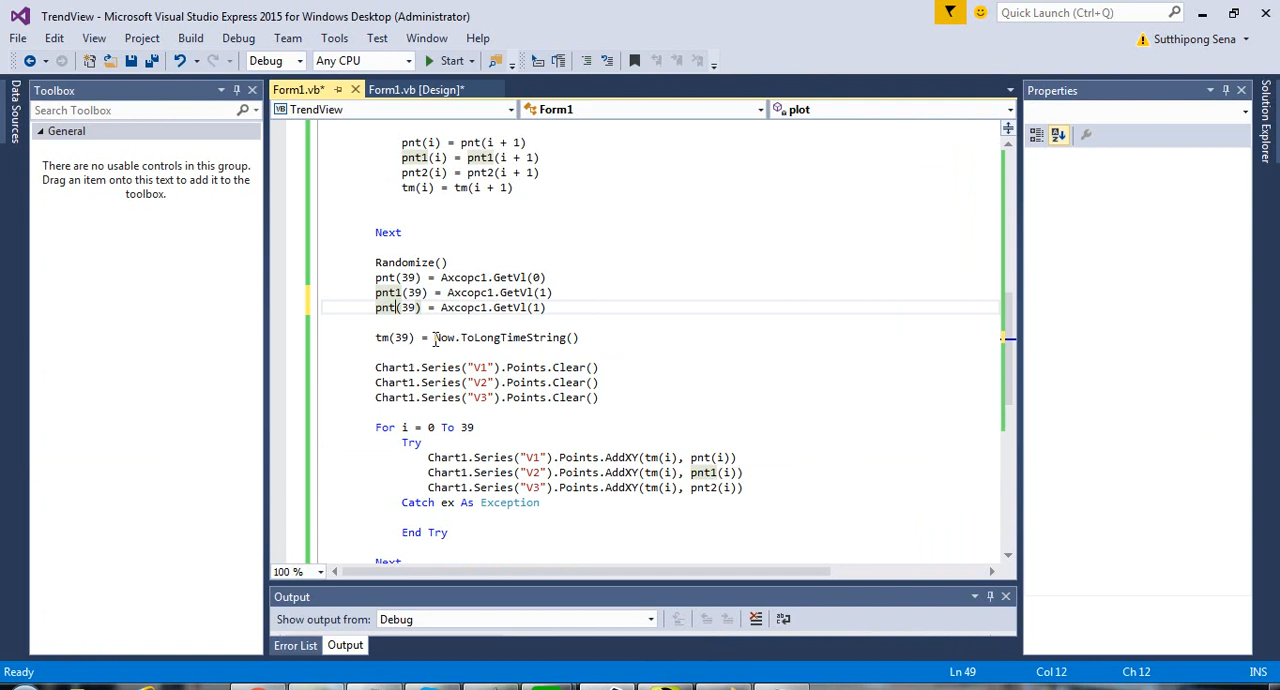 TrendView - Microsoft Visual Studio Express 2015 for Windows Desktop (Administrator)
Quick Launch (Ctrl+Q)
File Edit View Project Build Debug Team Tools Test Window Help
Sutthipong Sena
Debug Any CPU Start
Data Sources
Toolbox
Search Toolbox
General
There are no usable controls in this group.
Drag an item onto this text to add it to the
toolbox.
Form1.vb* Form1.vb [Design]*
TrendView Form1 plot
pnt(i) = pnt(i + 1)
pnt1(i) = pnt1(i + 1)
pnt2(i) = pnt2(i + 1)
tm(i) = tm(i + 1)
Next
Randomize()
pnt(39) = Axcopc1.GetVl(0)
pnt1(39) = Axcopc1.GetVl(1)
pnt(39) = Axcopc1.GetVl(1)
tm(39) = Now.ToLongTimeString()
Chart1.Series("V1").Points.Clear()
Chart1.Series("V2").Points.Clear()
Chart1.Series("V3").Points.Clear()
For i = 0 To 39
Try
Chart1.Series("V1").Points.AddXY(tm(i), pnt(i))
Chart1.Series("V2").Points.AddXY(tm(i), pnt1(i))
Chart1.Series("V3").Points.AddXY(tm(i), pnt2(i))
Catch ex As Exception
End Try
Next
100 %
Output
Show output from: Debug
Error List Output
Properties
Solution Explorer
Ready Ln 49 Col 12 Ch 12 INS